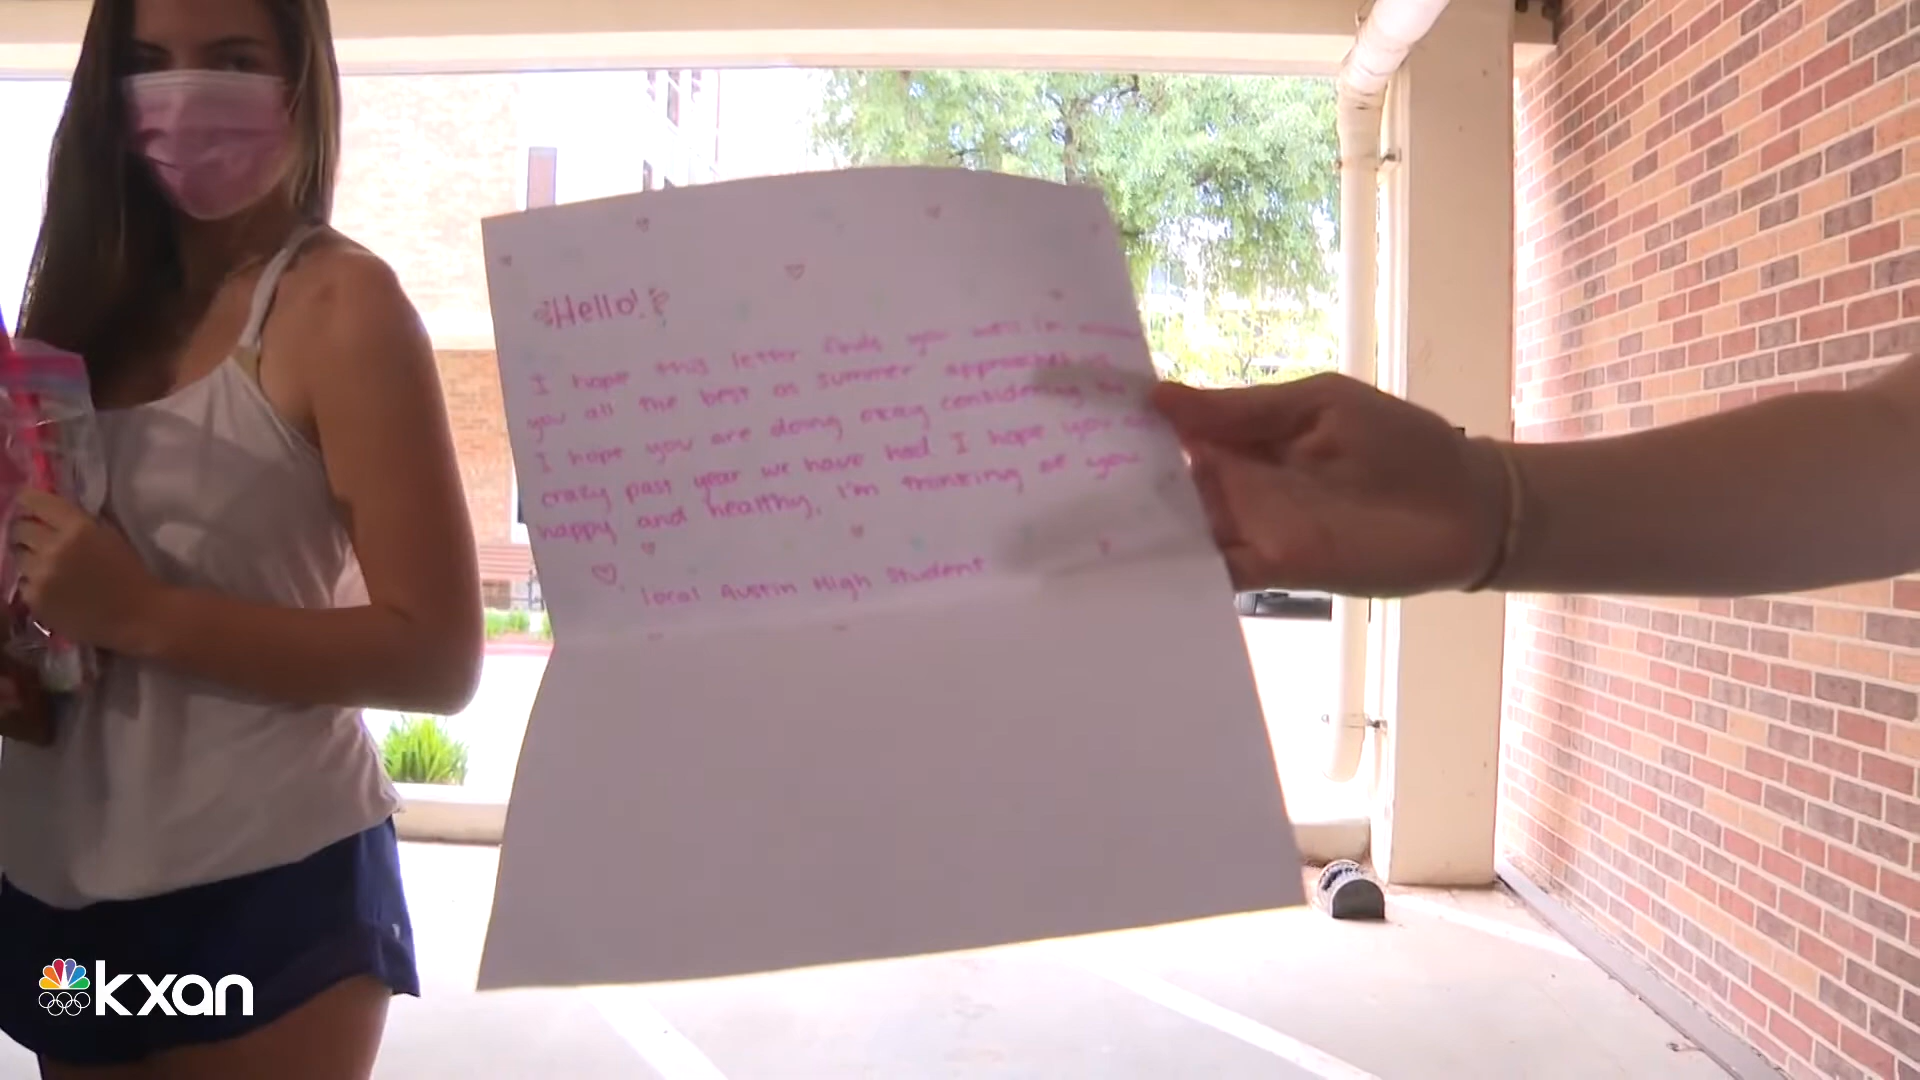 Hello!
I hope this letter finds you well I'm
you all the best as summer approaches
I hope you are doing okay considering the
crazy past year we have had I hope you are
happy and healthy, I'm thinking of you
local Austin High Student
kxan